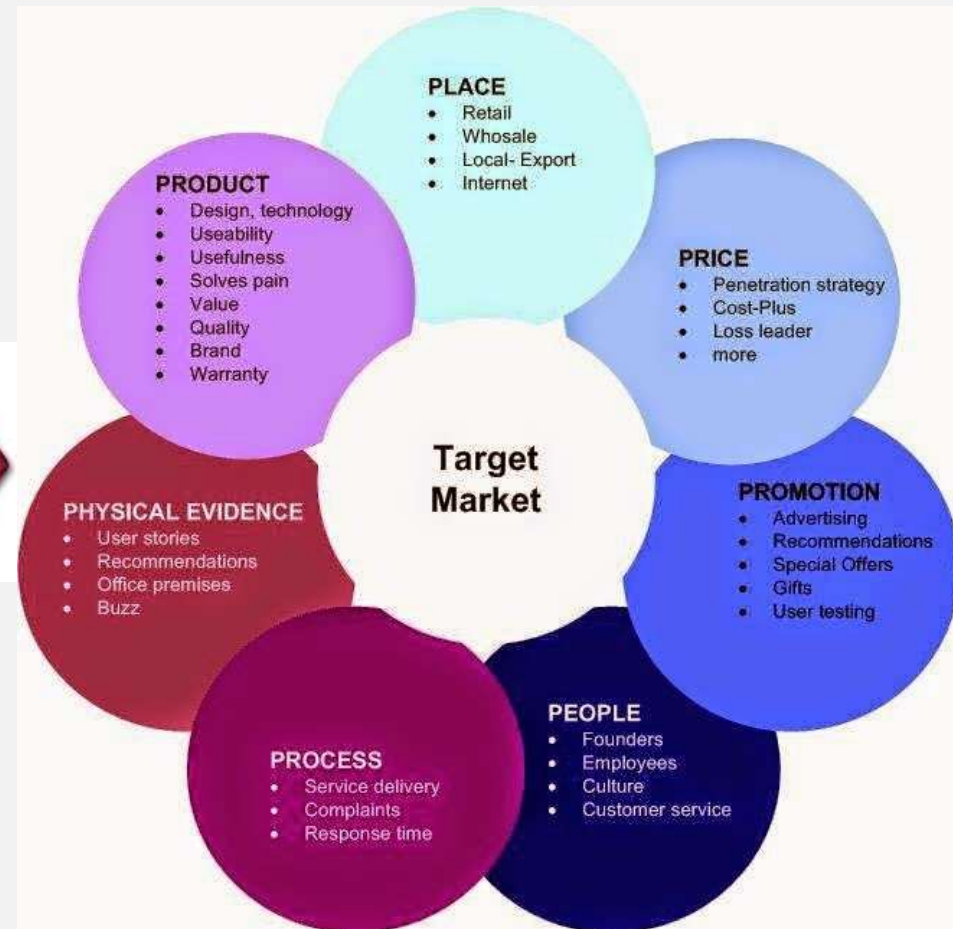 PLACE
• Retail
• Whosale
• Local- Export
• Internet
PRODUCT
• Design, technology
• Useability
• Usefulness
• Solves pain
• Value
• Quality
• Brand
• Warranty
PRICE
• Penetration strategy
• Cost-Plus
• Loss leader
• more
Target
Market
PHYSICAL EVIDENCE
• User stories
• Recommendations
• Office premises
• Buzz
PROMOTION
• Advertising
• Recommendations
• Special Offers
• Gifts
• User testing
PROCESS
• Service delivery
• Complaints
• Response time
PEOPLE
• Founders
• Employees
• Culture
• Customer service